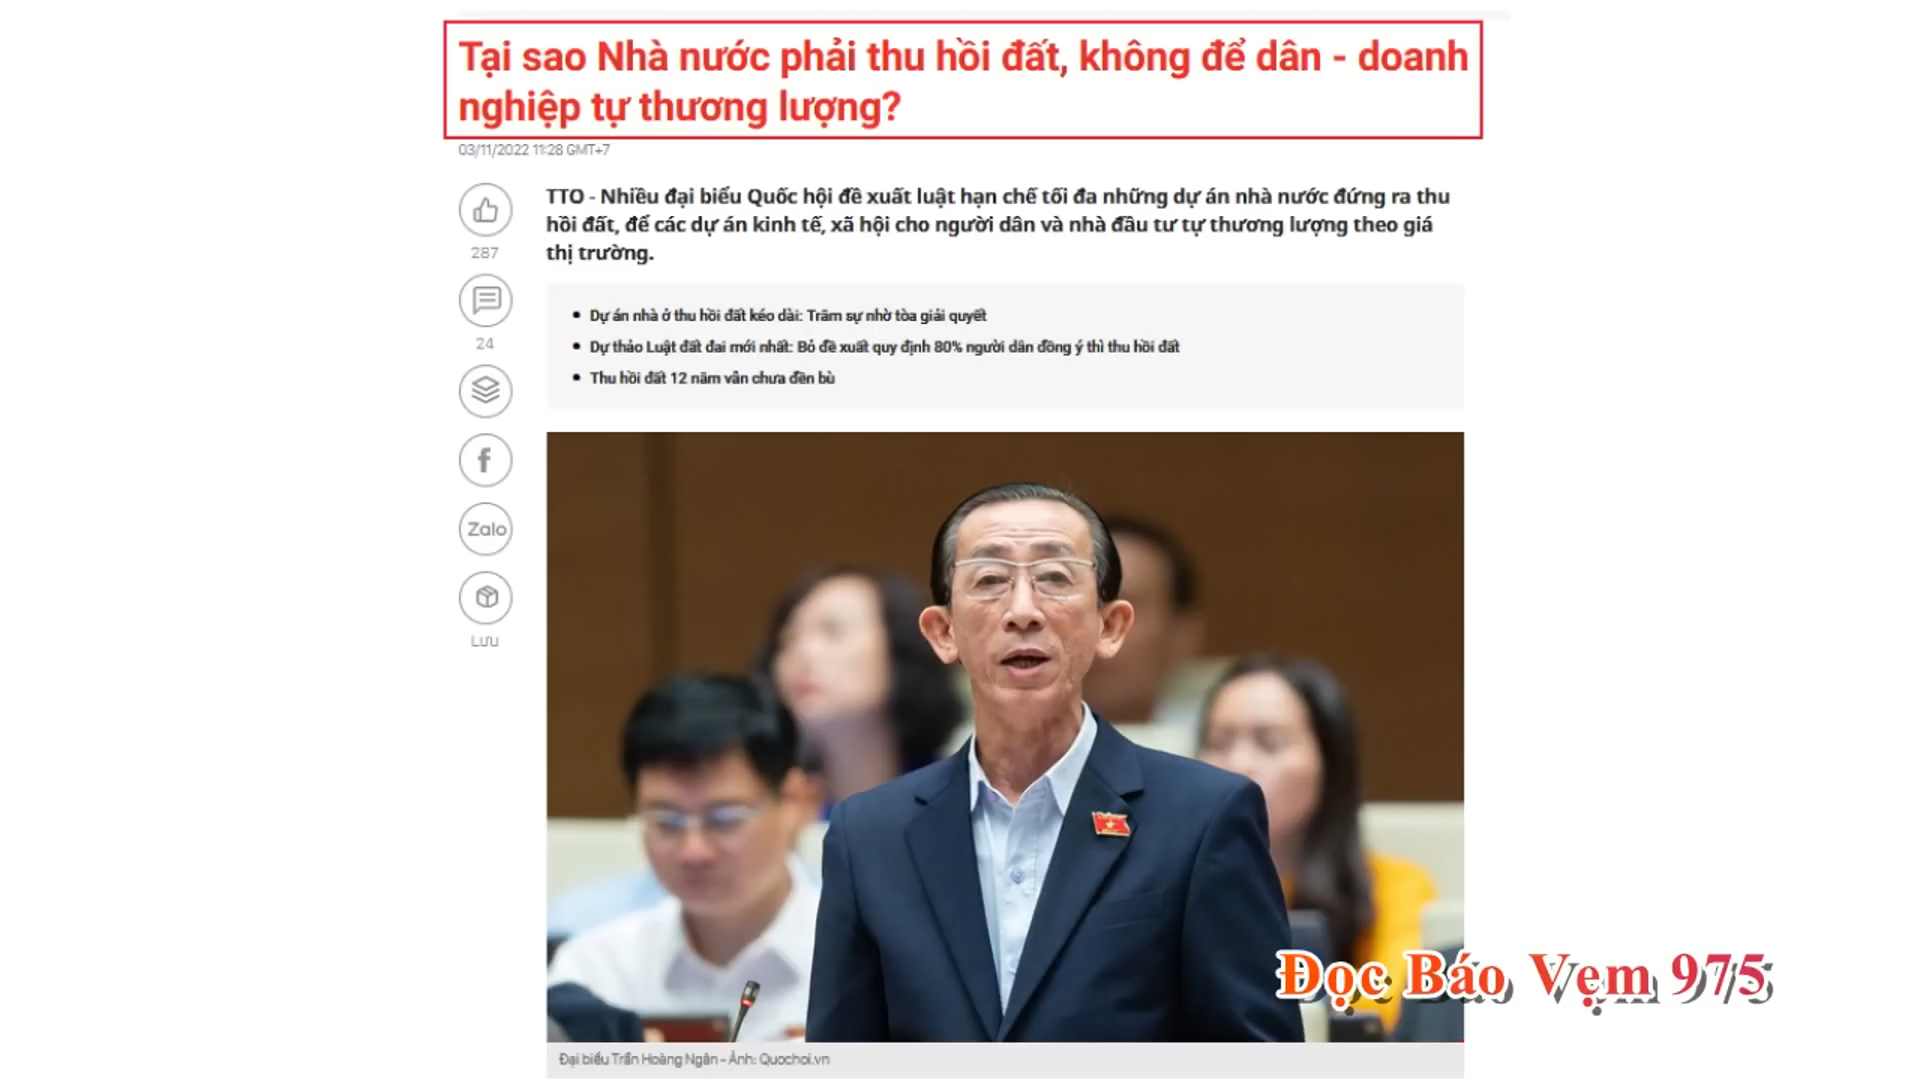 Tại sao Nhà nước phải thu hồi đất, không để dân - doanh
nghiệp tự thương lượng?
03/11/2022 11:28 GMT+7
TTO - Nhiều đại biểu Quốc hội đề xuất luật hạn chế tối đa những dự án nhà nước đứng ra thu
hồi đất, để các dự án kinh tế, xã hội cho người dân và nhà đầu tư tự thương lượng theo giá
thị trường.
287
24
Zalo
Lưu
Dự án nhà ở thu hồi đất kéo dài: Trăm sự nhờ tòa giải quyết
Dự thảo Luật đất đai mới nhất: Bỏ đề xuất quy định 80% người dân đồng ý thì thu hồi đất
Thu hồi đất 12 năm vẫn chưa đền bù
Đọc Báo Vẹm 975
Đại biểu Trần Hoàng Ngân - Ảnh: Quochoi.vn